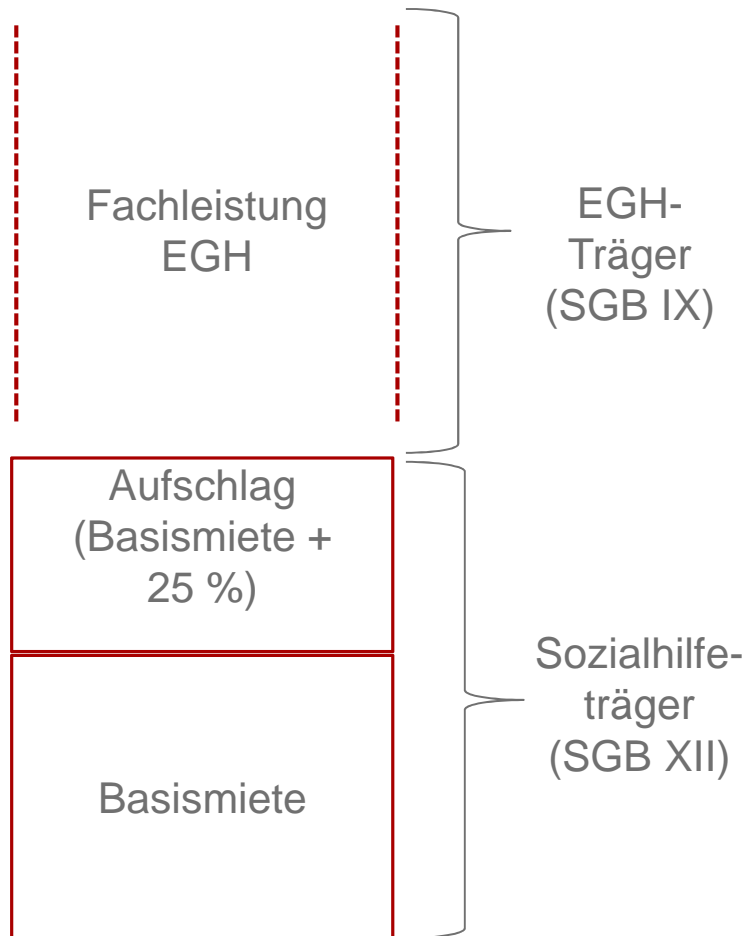 Fachleistung
EGH
EGH-
Träger
(SGB IX)
Aufschlag
(Basismiete +
25 %)
Sozialhilfe-
träger
(SGB XII)
Basismiete